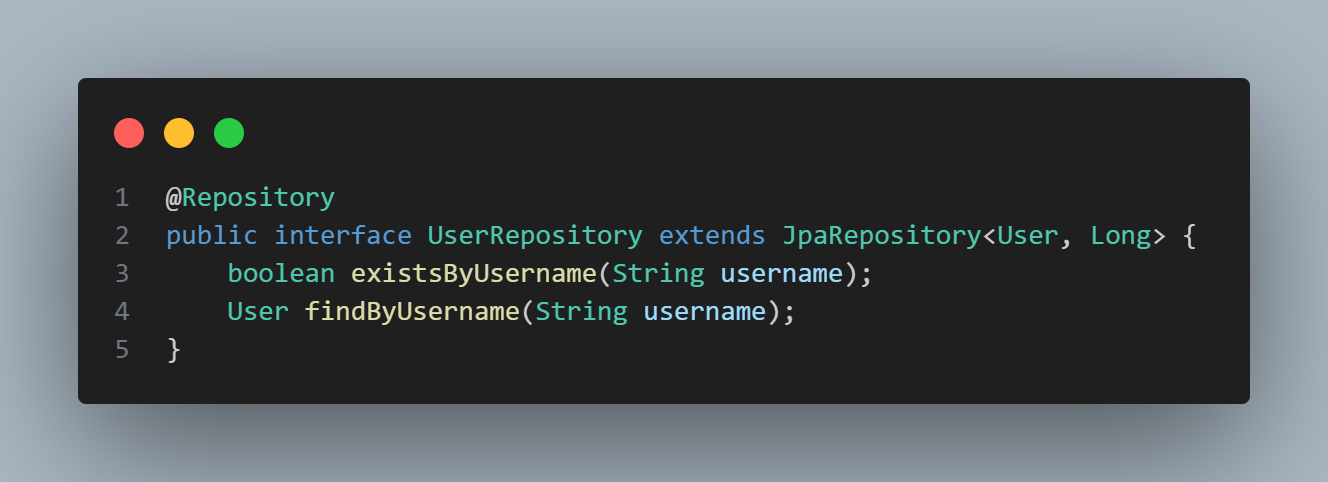 1 @Repository
2 public interface UserRepository extends JpaRepository<User, Long> {
3     boolean existsByUsername(String username);
4     User findByUsername(String username);
5 }